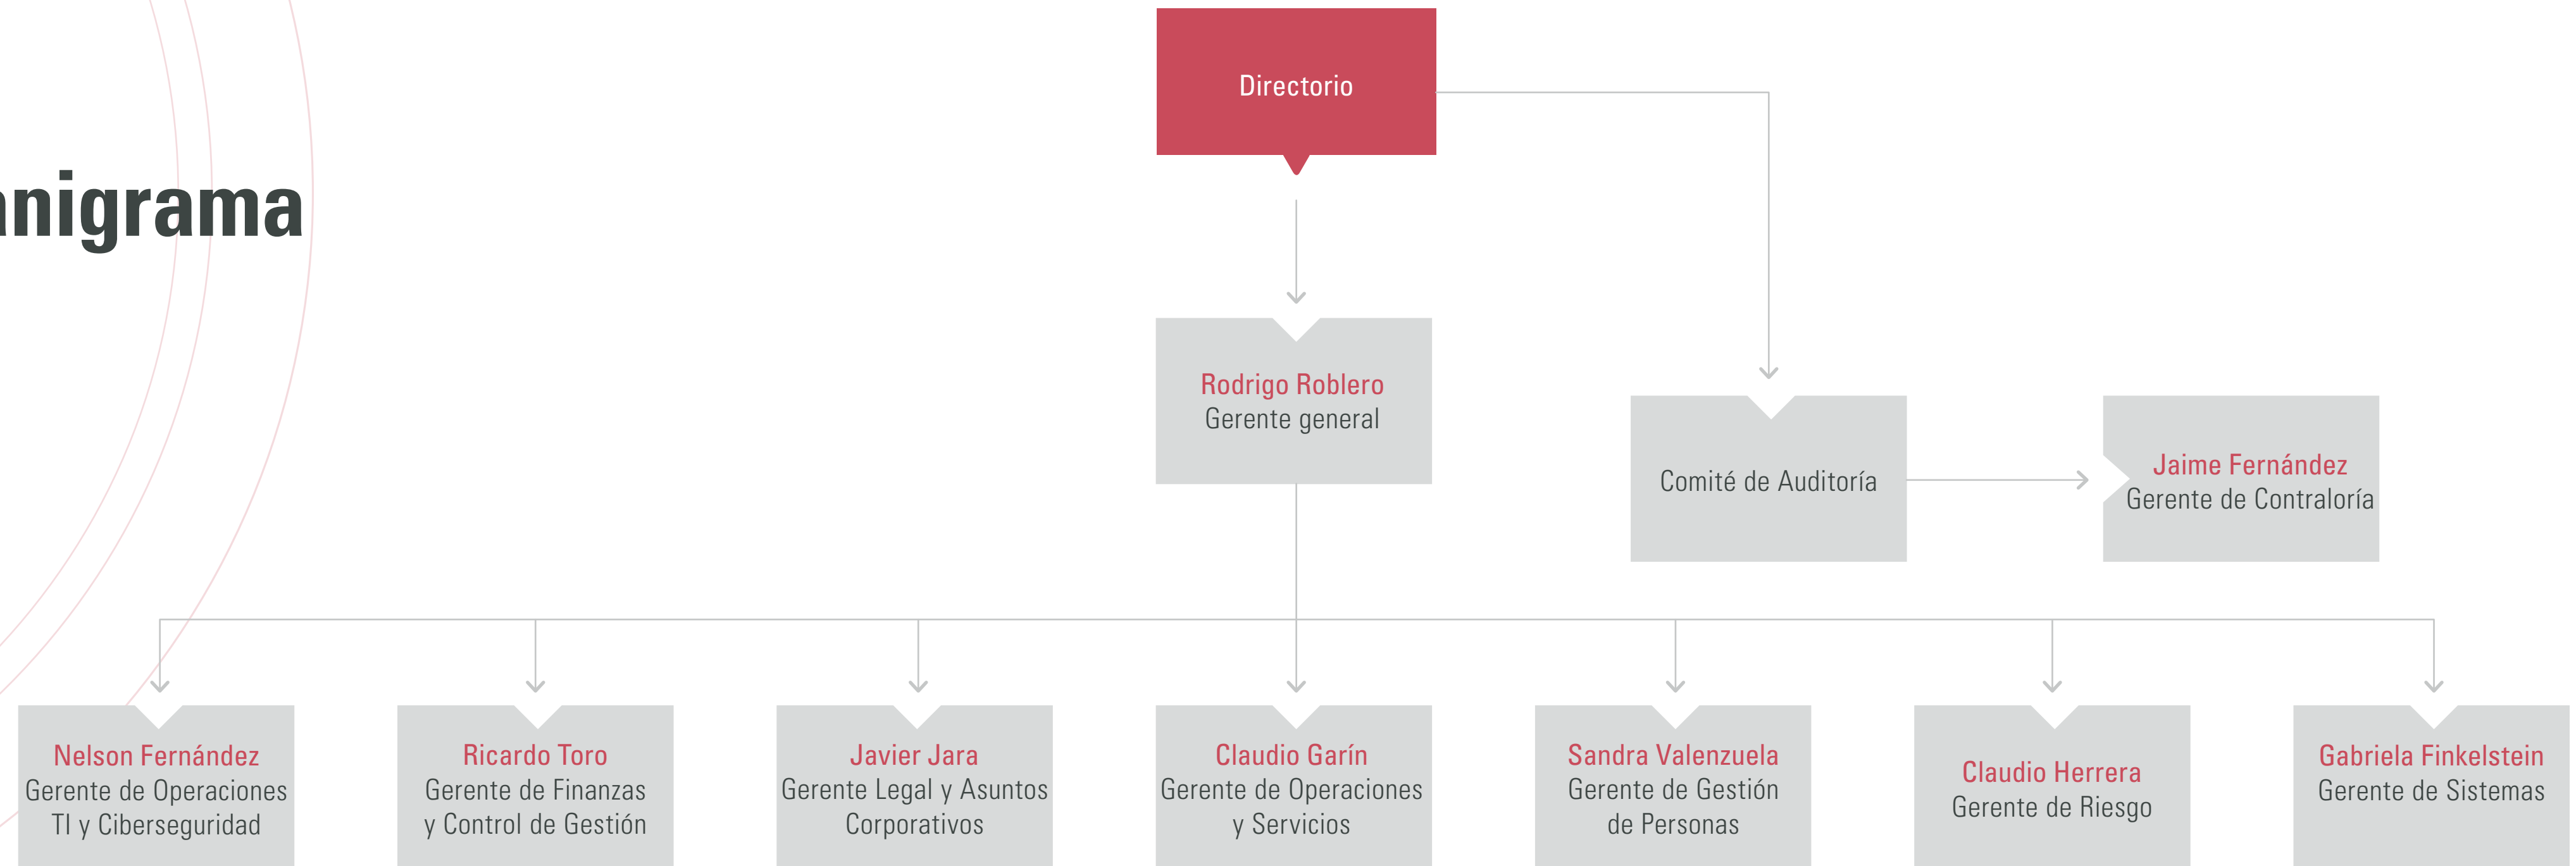 Directorio
anigrama
Rodrigo Roblero
Gerente general
Comité de Auditoría
Jaime Fernández
Gerente de Contraloría
Nelson Fernández
Gerente de Operaciones
TI y Ciberseguridad
Ricardo Toro
Gerente de Finanzas
y Control de Gestión
Javier Jara
Gerente Legal y Asuntos
Corporativos
Claudio Garín
Gerente de Operaciones
y Servicios
Sandra Valenzuela
Gerente de Gestión
de Personas
Claudio Herrera
Gerente de Riesgo
Gabriela Finkelstein
Gerente de Sistemas